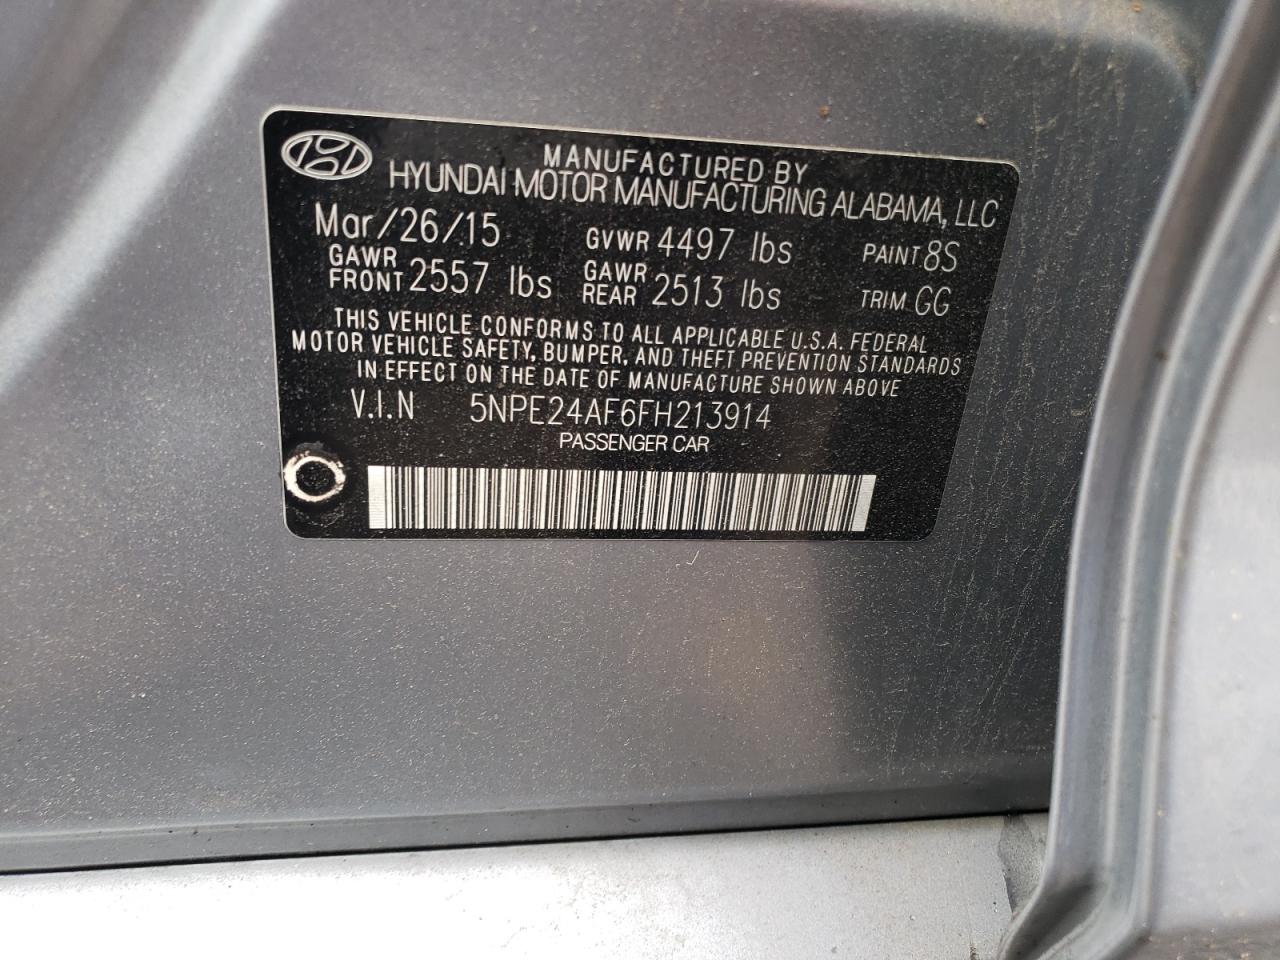 MANUFACTURED BY
HYUNDAI MOTOR MANUFACTURING ALABAMA, LLC
Mar/26/15 GVWR 4497 lbs PAINT 8S
GAWR FRONT 2557 lbs GAWR REAR 2513 lbs TRIM GG
THIS VEHICLE CONFORMS TO ALL APPLICABLE U.S.A. FEDERAL
MOTOR VEHICLE SAFETY, BUMPER, AND THEFT PREVENTION STANDARDS
IN EFFECT ON THE DATE OF MANUFACTURE SHOWN ABOVE
V.I.N 5NPE24AF6FH213914
PASSENGER CAR